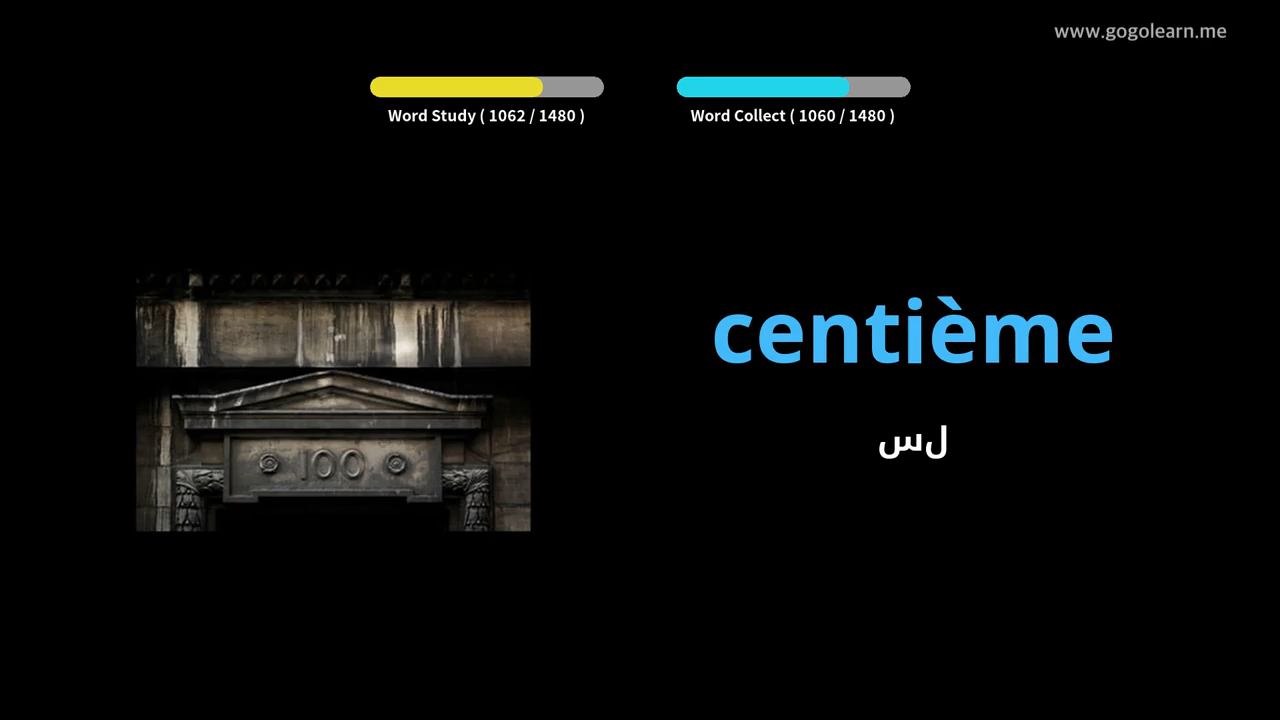 www.gogolearn.me
Word Study ( 1062 / 1480 )
Word Collect ( 1060 / 1480 )
100
centième
لس